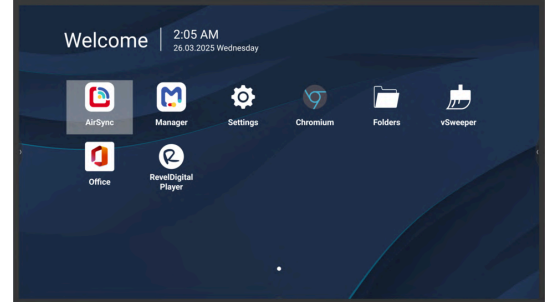 Welcome
2:05 AM
26.03.2025 Wednesday
AirSync
Manager
Settings
Chromium
Folders
vSweeper
Office
RevelDigital
Player